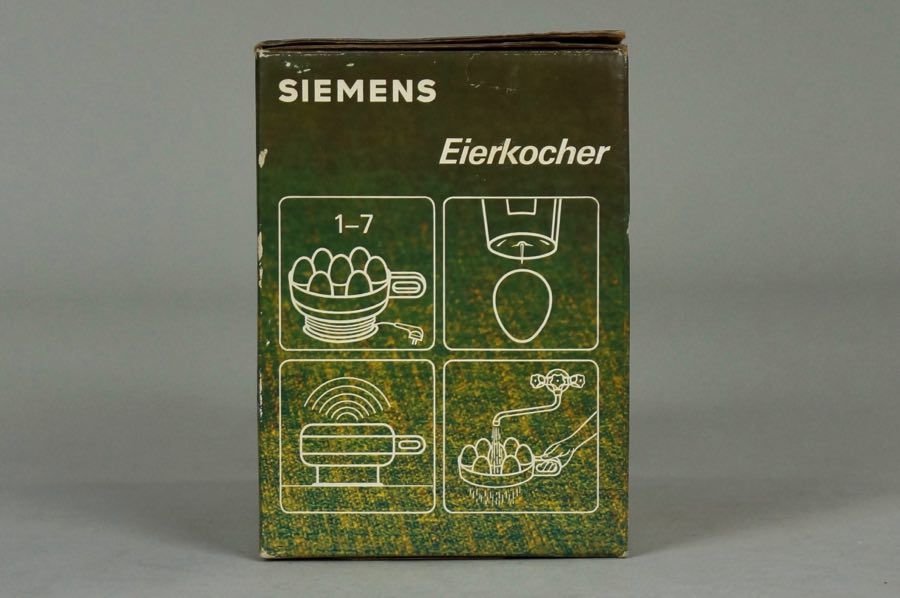 SIEMENS
Eierkocher
1–7